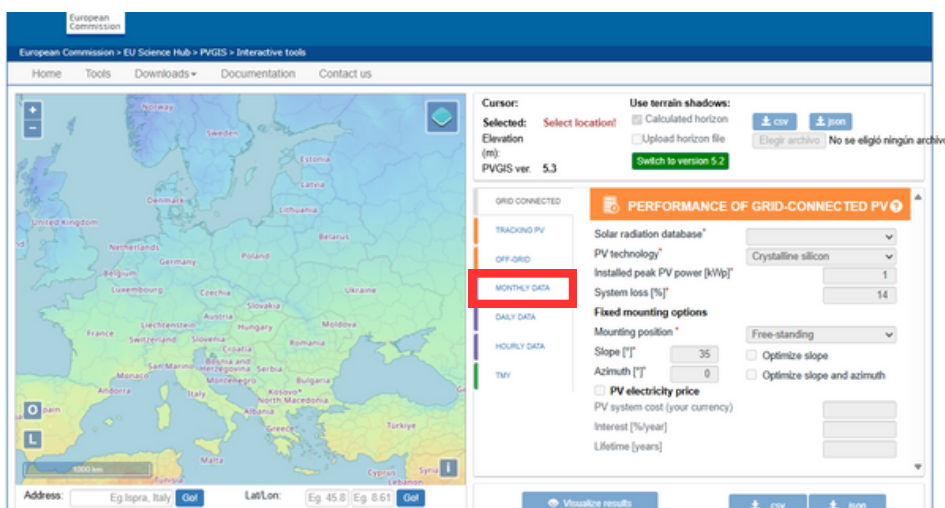 European
Commission
European Commission > EU Science Hub > PVGIS > Interactive tools
Home Tools Downloads Documentation Contact us
+
−
Norway
Sweden
Estonia
Latvia
Denmark
Lithuania
United Kingdom
Belarus
Netherlands
Poland
Germany
Belgium
Luxembourg
Czechia
Ukraine
Slovakia
Liechtenstein
Austria
Hungary
Moldova
France
Switzerland
Slovenia
Croatia
Romania
San Marino
Bosnia and
Herzegovina
Serbia
Monaco
Montenegro
Bulgaria
Andorra
Italy
Kosovo*
North Macedonia
Albania
O
pain
Greece
Türkiye
L
Malta
1000 km
Tunisia
Cyprus
Syria
Lebanon
i
Address: Eg.Ispra, Italy Go! Lat/Lon: Eg. 45.8 Eg. 8.61 Go!
Cursor:
Selected: Select location!
Elevation
(m):
PVGIS ver. 5.3
Use terrain shadows:
Calculated horizon
Upload horizon file
Switch to version 5.2
csv json
Elegir archivo No se eligió ningún archivo
GRID CONNECTED
TRACKING PV
OFF-GRID
MONTHLY DATA
DAILY DATA
HOURLY DATA
TMY
PERFORMANCE OF GRID-CONNECTED PV ?
Solar radiation database*
PV technology* Crystalline silicon
Installed peak PV power [kWp]* 1
System loss [%]* 14
Fixed mounting options
Mounting position * Free-standing
Slope [°]* 35 Optimize slope
Azimuth [°]* 0 Optimize slope and azimuth
PV electricity price
PV system cost (your currency)
Interest [%/year]
Lifetime [years]
Visualize results csv json